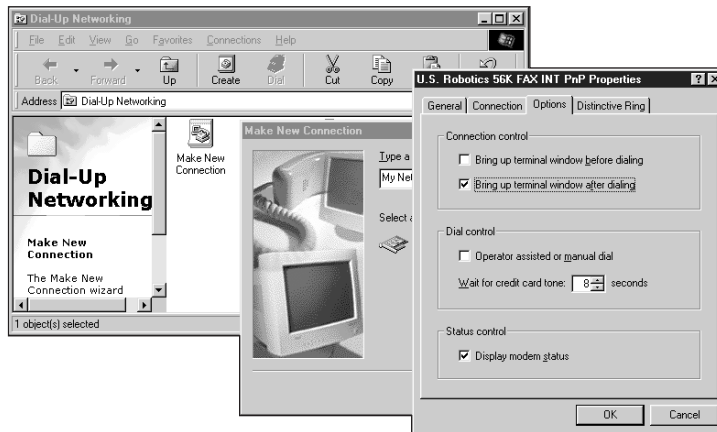 Dial-Up Networking
File Edit View Go Favorites Connections Help
Back Forward Up Create Dial Cut Copy
Address Dial-Up Networking
Dial-Up
Networking
Make New
Connection
The Make New
Connection wizard
Make New
Connection
1 object(s) selected
Make New Connection
Type a
My Net
Select a
U.S. Robotics 56K FAX INT PnP Properties
General Connection Options Distinctive Ring
Connection control
Bring up terminal window before dialing
Bring up terminal window after dialing
Dial control
Operator assisted or manual dial
Wait for credit card tone: 8 seconds
Status control
Display modem status
OK Cancel